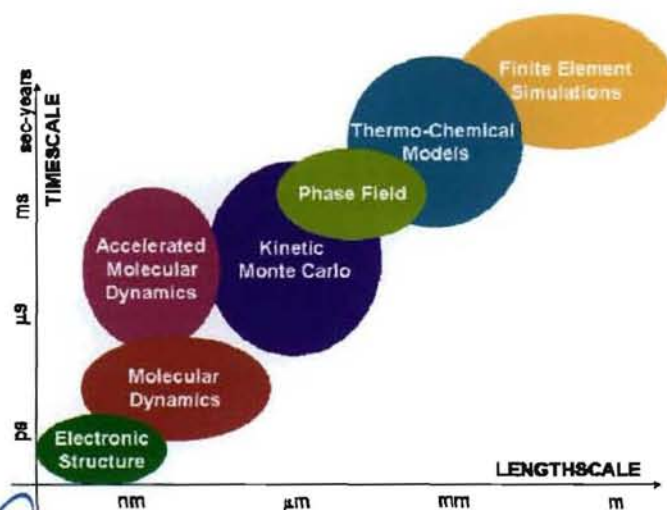 Finite Element
Simulations
Thermo-Chemical
Models
Phase Field
Accelerated
Molecular
Dynamics
Kinetic
Monte Carlo
Molecular
Dynamics
Electronic
Structure
sec-years
ms
μs
ps
TIMESCALE
LENGTHSCALE
nm
μm
mm
m